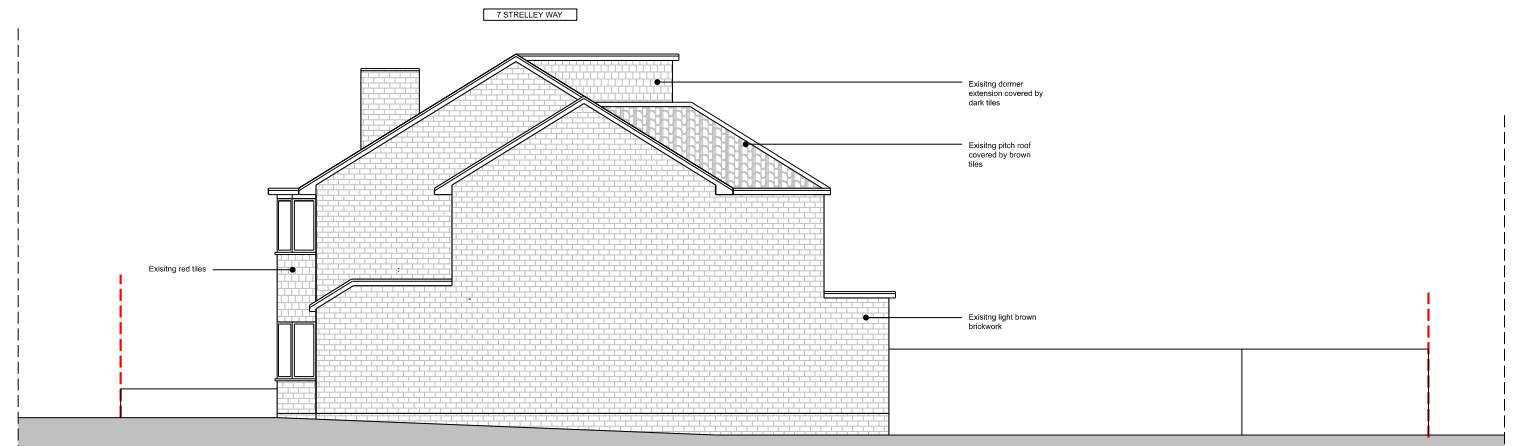 7 STRELLEY WAY
Exisitng dormer
extension covered by
dark tiles
Exisitng pitch roof
covered by brown
tiles
Exisitng red tiles
Exisitng light brown
brickwork